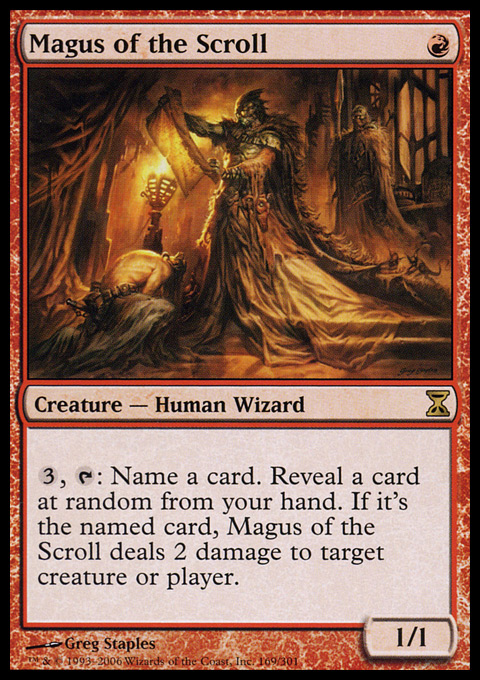 Magus of the Scroll
Creature — Human Wizard
3, : Name a card. Reveal a card
at random from your hand. If it's
the named card, Magus of the
Scroll deals 2 damage to target
creature or player.
Greg Staples
1/1
™ & © 1993–2006 Wizards of the Coast, Inc. 169/301